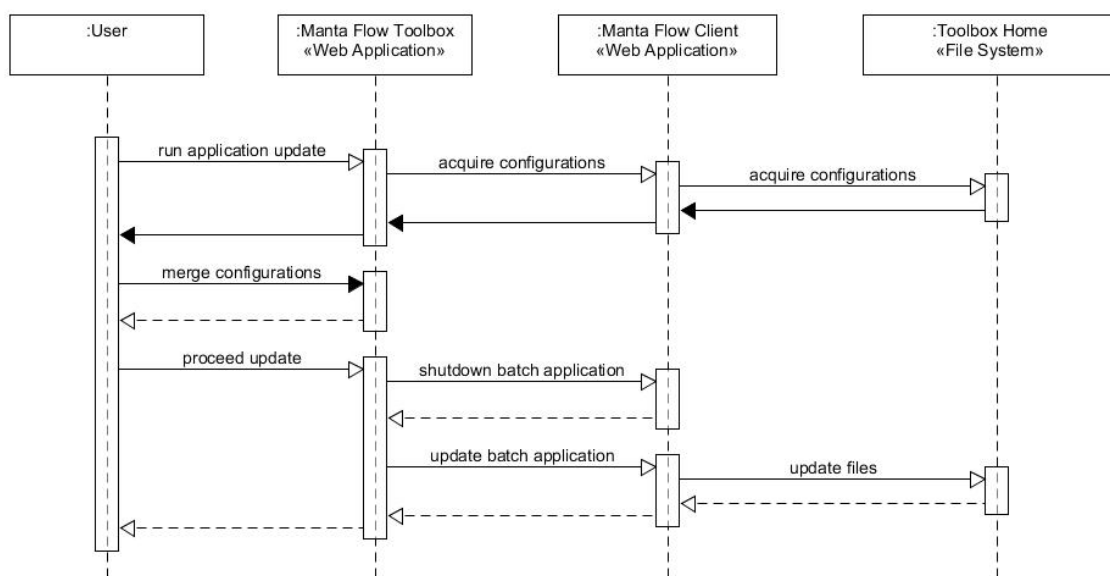 :User
:Manta Flow Toolbox
«Web Application»
:Manta Flow Client
«Web Application»
:Toolbox Home
«File System»
run application update
acquire configurations
acquire configurations
merge configurations
proceed update
shutdown batch application
update batch application
update files